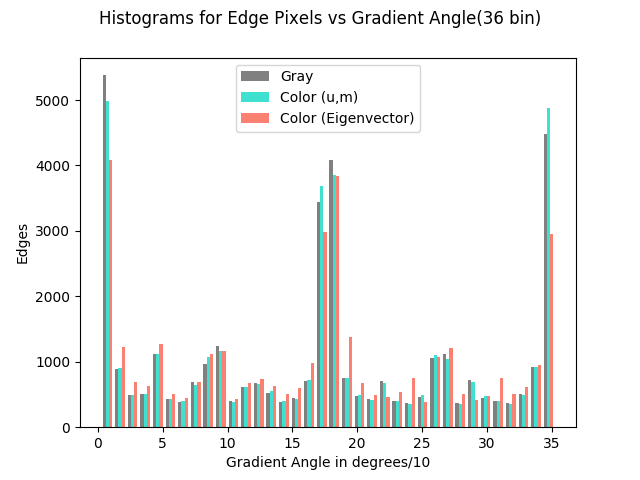 Histograms for Edge Pixels vs Gradient Angle(36 bin)
Gray
Color (u,m)
Color (Eigenvector)
5000
4000
3000
2000
1000
0
Edges
0 5 10 15 20 25 30 35
Gradient Angle in degrees/10